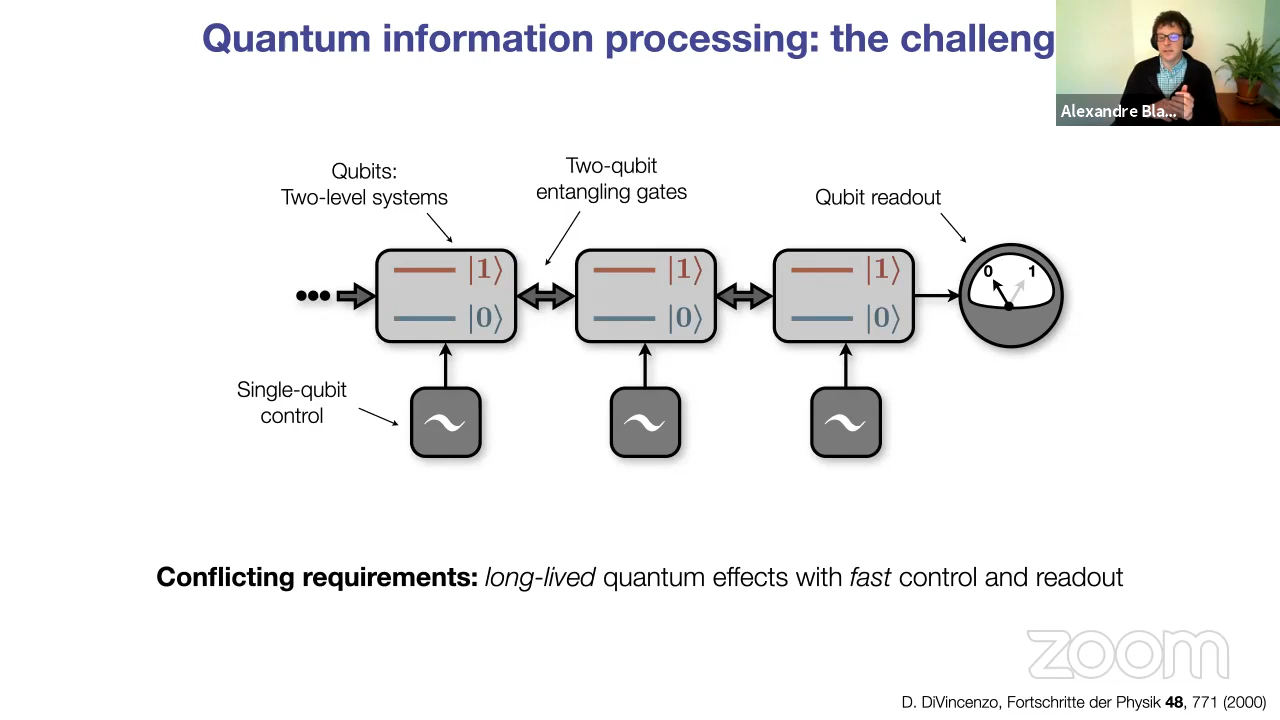 Quantum information processing: the challeng
Alexandre Bla...
Qubits:
Two-level systems
Two-qubit
entangling gates
Qubit readout
|1⟩
|0⟩
|1⟩
|0⟩
|1⟩
|0⟩
0 1
Single-qubit
control
Conflicting requirements: long-lived quantum effects with fast control and readout
zoom
D. DiVincenzo, Fortschritte der Physik 48, 771 (2000)